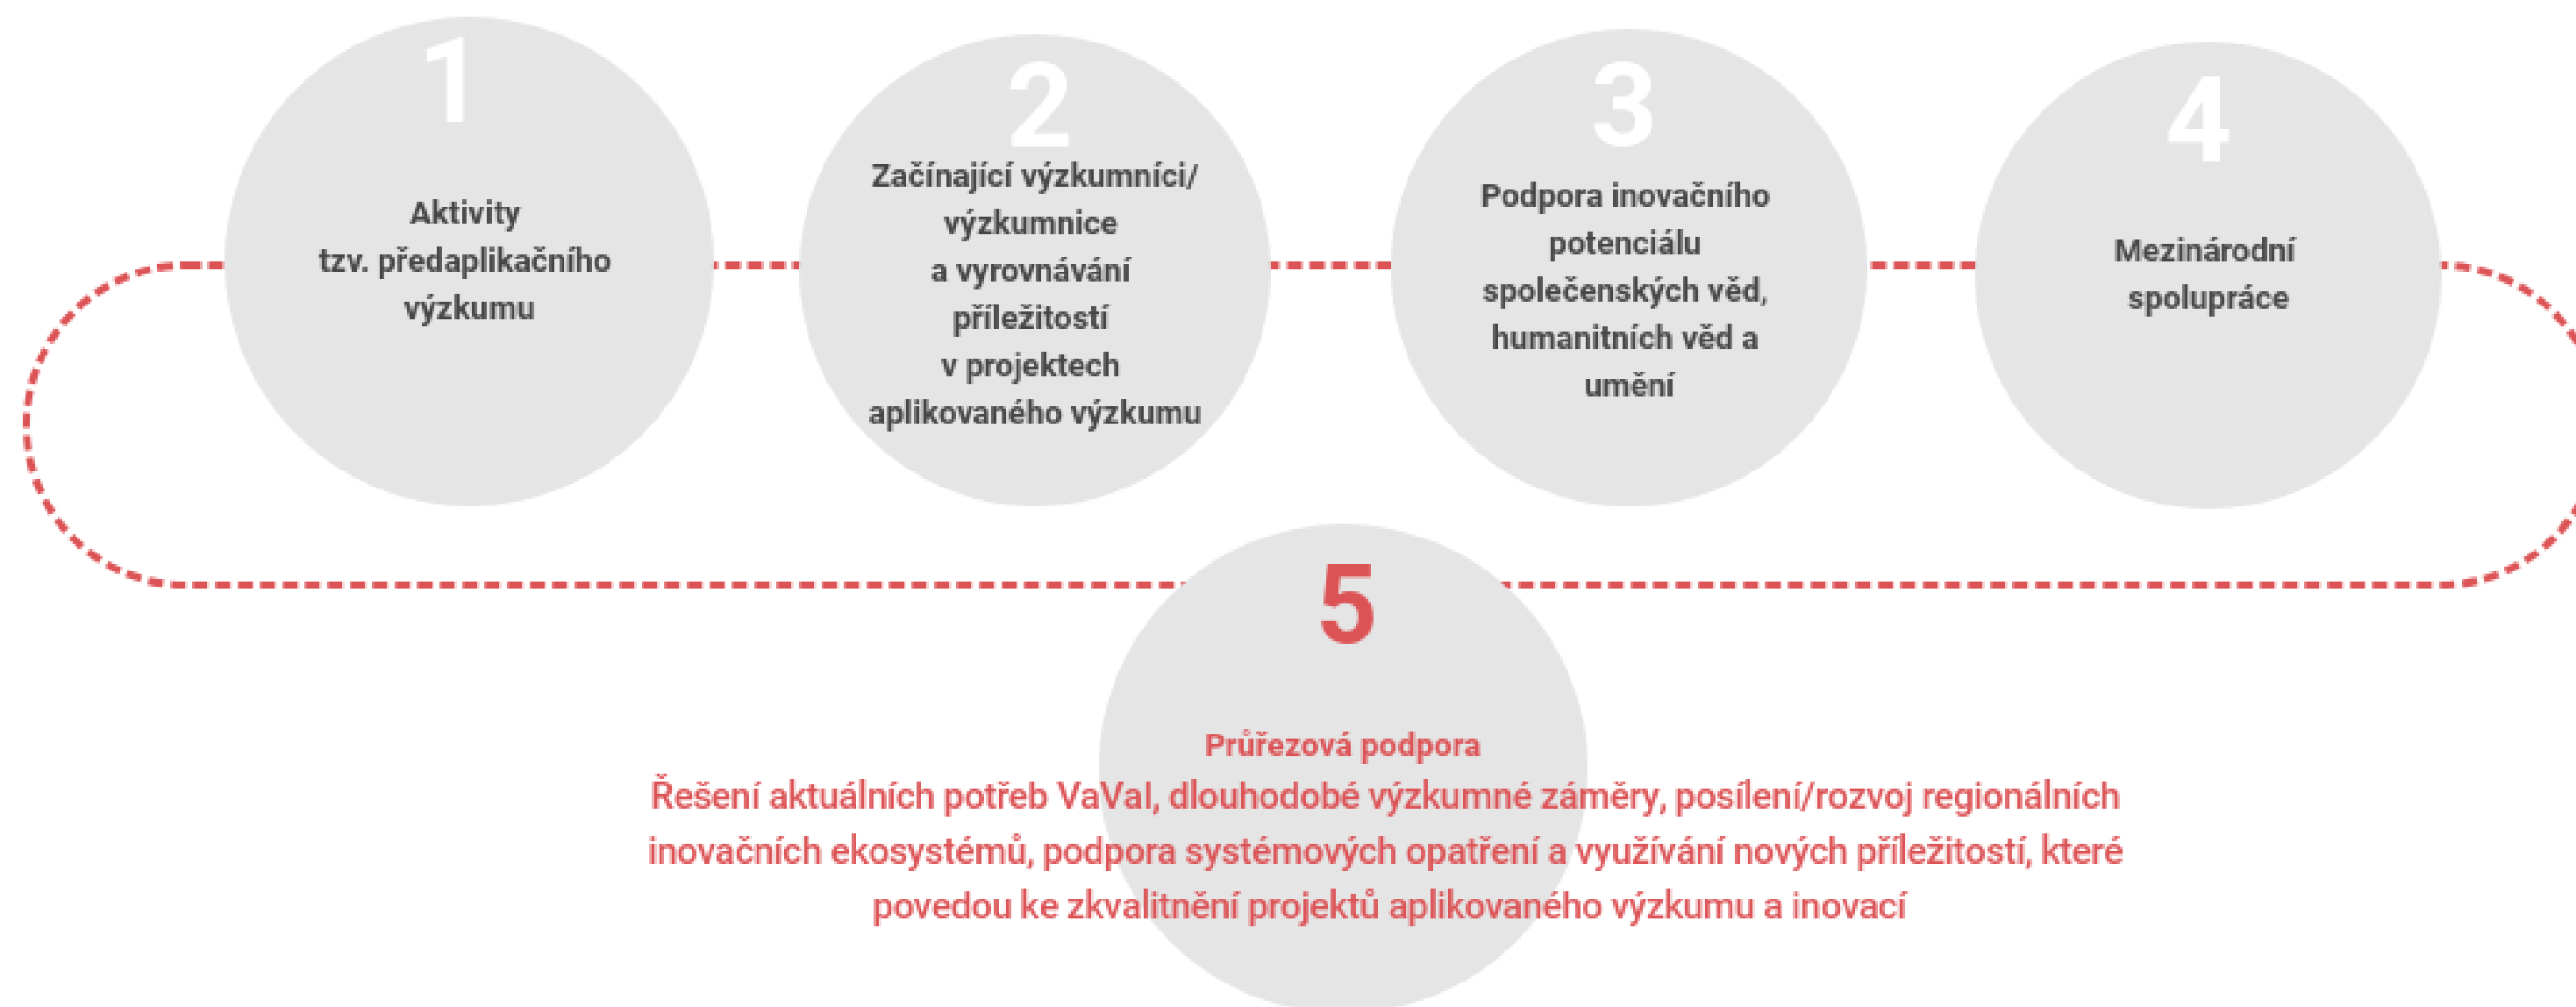 1
Aktivity
tzv. předaplikačního
výzkumu
2
Začínající výzkumníci/
výzkumnice
a vyrovnávání
příležitostí
v projektech
aplikovaného výzkumu
3
Podpora inovačního
potenciálu
společenských věd,
humanitních věd a
umění
4
Mezinárodní
spolupráce
5
Průřezová podpora
Řešení aktuálních potřeb VaVaI, dlouhodobé výzkumné záměry, posílení/rozvoj regionálních
inovačních ekosystémů, podpora systémových opatření a využívání nových příležitostí, které
povedou ke zkvalitnění projektů aplikovaného výzkumu a inovací